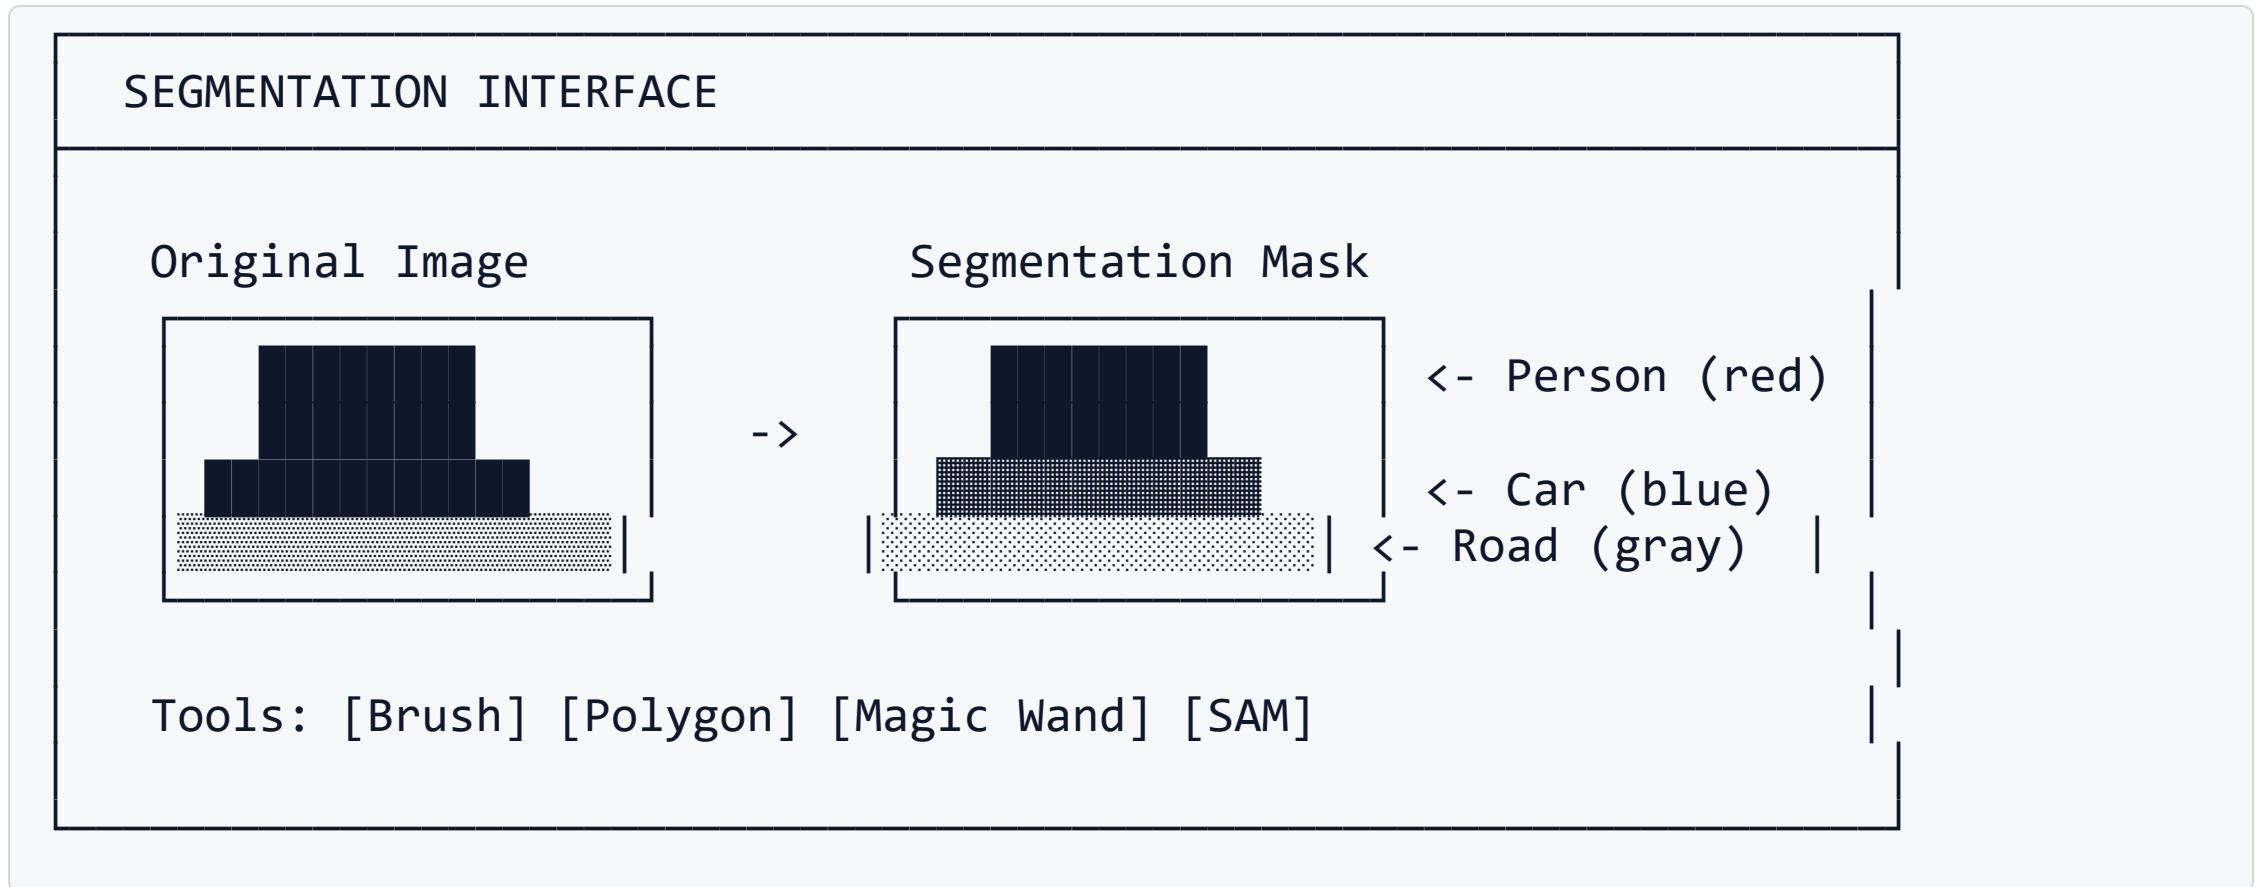 SEGMENTATION INTERFACE
Original Image Segmentation Mask
<- Person (red)
->
<- Car (blue)
<- Road (gray)
Tools: [Brush] [Polygon] [Magic Wand] [SAM]